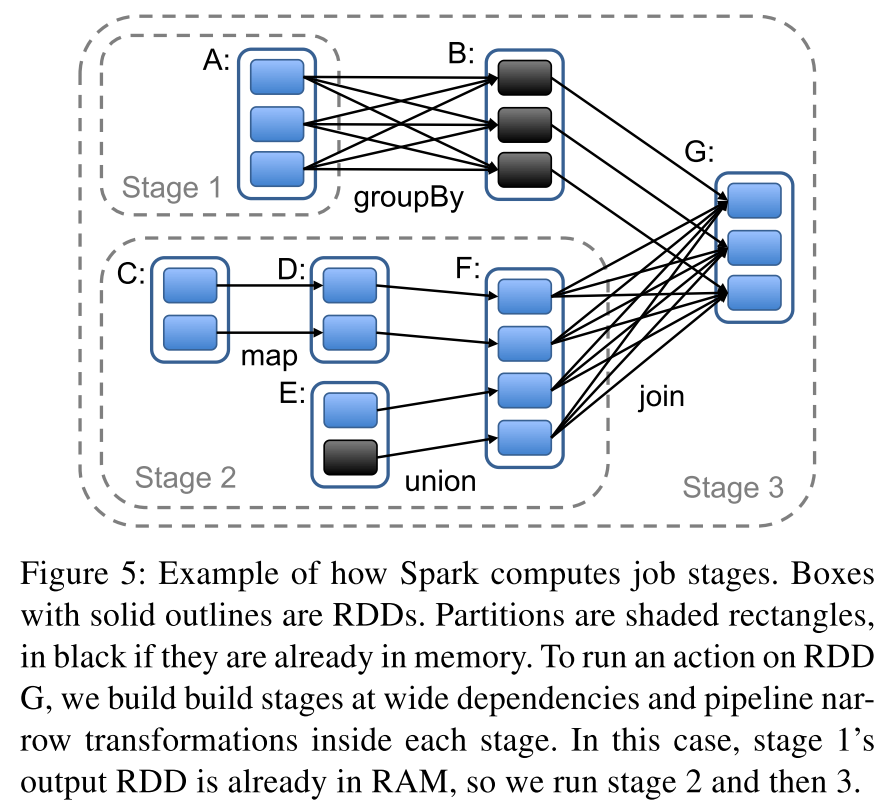 A:
B:
G:
Stage 1
groupBy
C:
D:
F:
map
E:
join
Stage 2
union
Stage 3
Figure 5: Example of how Spark computes job stages. Boxes
with solid outlines are RDDs. Partitions are shaded rectangles,
in black if they are already in memory. To run an action on RDD
G, we build build stages at wide dependencies and pipeline nar-
row transformations inside each stage. In this case, stage 1’s
output RDD is already in RAM, so we run stage 2 and then 3.